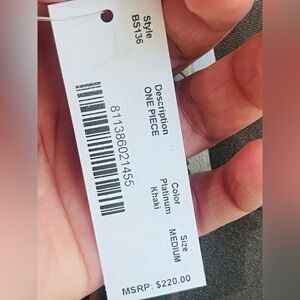 Style
BS136
Description
ONE PIECE
Color
Platinum
Khaki
Size
MEDIUM
811386021455
MSRP: $220.00